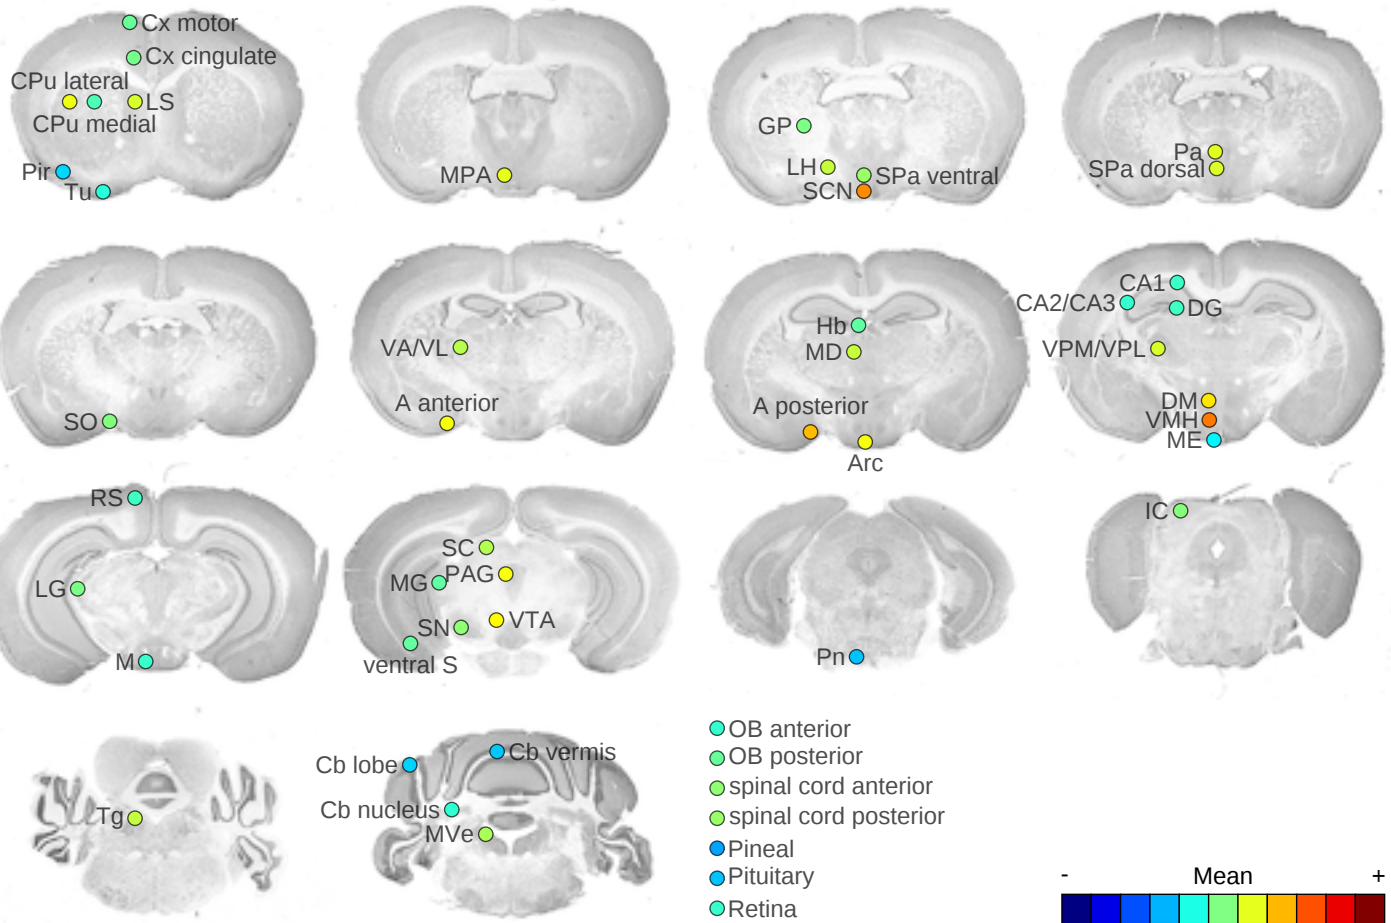 Cx motor
Cx cingulate
CPu lateral
LS
CPu medial
Pir
Tu
MPA
GP
LH
SPa ventral
SCN
Pa
SPa dorsal
SO
VA/VL
A anterior
Hb
MD
A posterior
Arc
CA1
CA2/CA3
DG
VPM/VPL
DM
VMH
ME
RS
LG
M
SC
MG
PAG
SN
VTA
ventral S
Pn
IC
Tg
Cb lobe
Cb vermis
Cb nucleus
MVe
OB anterior
OB posterior
spinal cord anterior
spinal cord posterior
Pineal
Pituitary
Retina
- Mean +